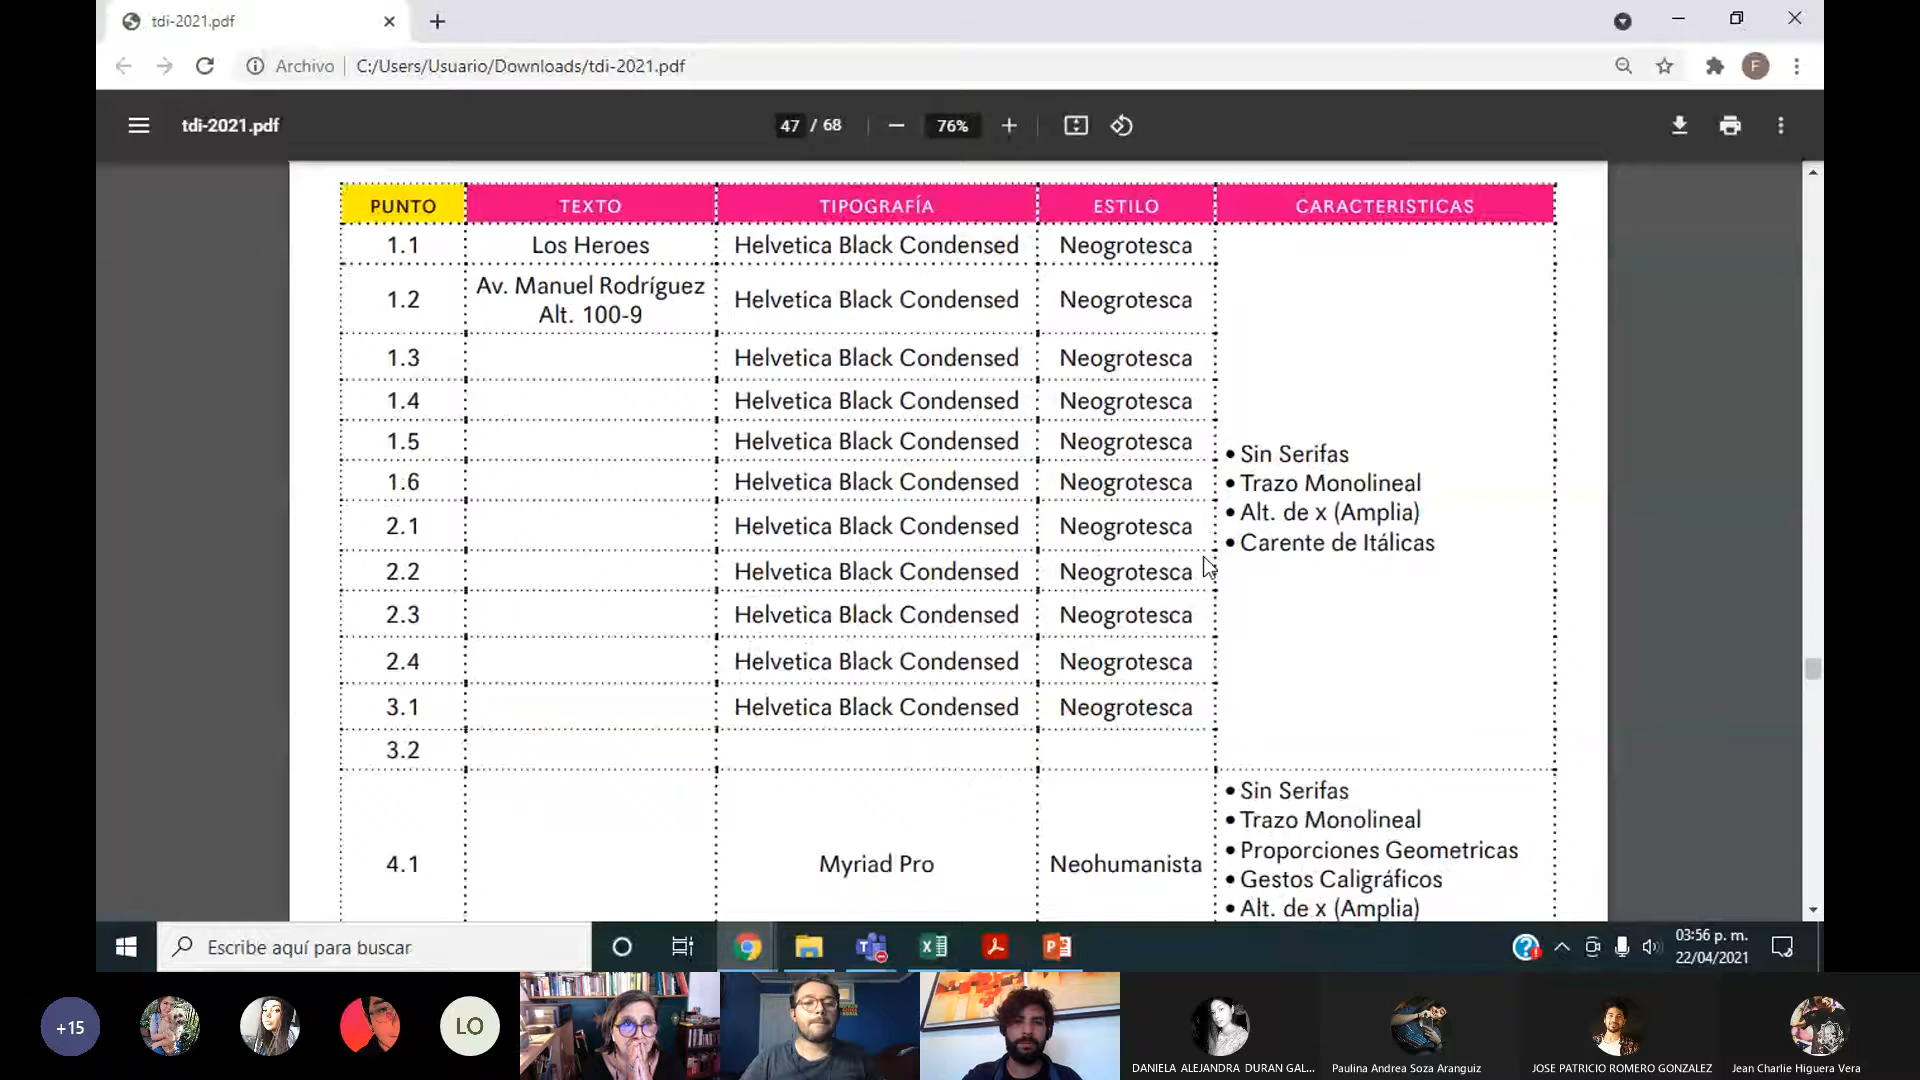 tdi-2021.pdf
Archivo
C:/Users/Usuario/Downloads/tdi-2021.pdf
F
tdi-2021.pdf
47 / 68
76%
PUNTO TEXTO TIPOGRAFÍA ESTILO CARACTERISTICAS
1.1 Los Heroes Helvetica Black Condensed Neogrotesca
1.2 Av. Manuel Rodríguez Helvetica Black Condensed Neogrotesca
Alt. 100-9
1.3 Helvetica Black Condensed Neogrotesca
1.4 Helvetica Black Condensed Neogrotesca
1.5 Helvetica Black Condensed Neogrotesca
1.6 Helvetica Black Condensed Neogrotesca
2.1 Helvetica Black Condensed Neogrotesca
2.2 Helvetica Black Condensed Neogrotesca
2.3 Helvetica Black Condensed Neogrotesca
2.4 Helvetica Black Condensed Neogrotesca
3.1 Helvetica Black Condensed Neogrotesca
3.2
• Sin Serifas
• Trazo Monolineal
• Alt. de x (Amplia)
• Carente de Itálicas
4.1 Myriad Pro Neohumanista
• Sin Serifas
• Trazo Monolineal
• Proporciones Geometricas
• Gestos Caligráficos
• Alt. de x (Amplia)
Escribe aquí para buscar
03:56 p. m.
22/04/2021
+15
LO
DANIELA ALEJANDRA DURAN GAL...
Paulina Andrea Soza Aranguiz
JOSE PATRICIO ROMERO GONZALEZ
Jean Charlie Higuera Vera